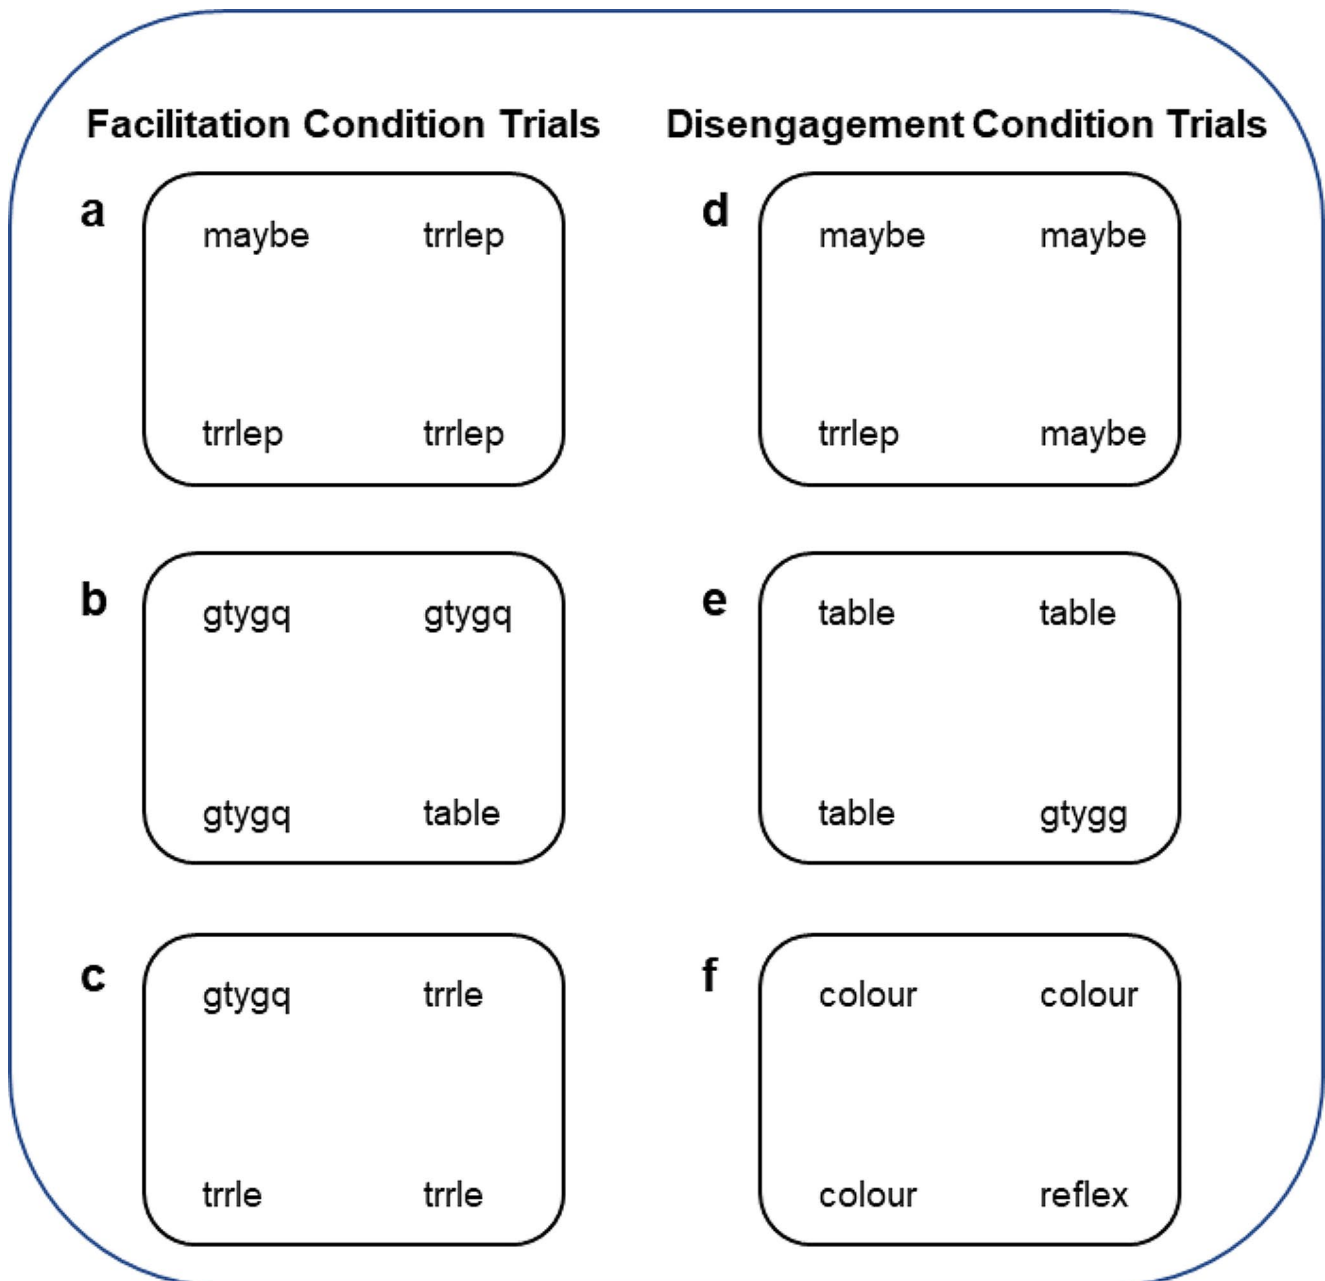 Facilitation Condition Trials
Disengagement Condition Trials
a
maybe trrlep
trrlep trrlep
d
maybe maybe
trrlep maybe
b
gtygq gtygq
gtygq table
e
table table
table gtygg
c
gtygq trrle
trrle trrle
f
colour colour
colour reflex